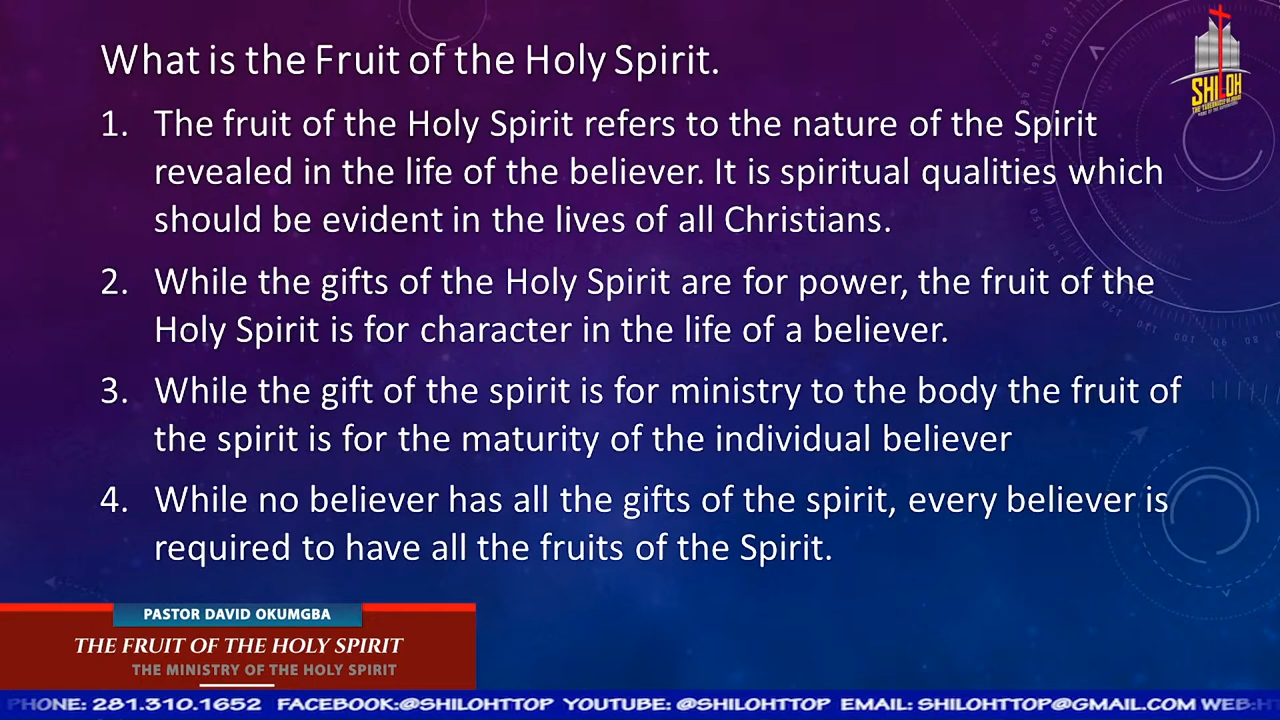 What is the Fruit of the Holy Spirit.
1. The fruit of the Holy Spirit refers to the nature of the Spirit
revealed in the life of the believer. It is spiritual qualities which
should be evident in the lives of all Christians.
2. While the gifts of the Holy Spirit are for power, the fruit of the
Holy Spirit is for character in the life of a believer.
3. While the gift of the spirit is for ministry to the body the fruit of
the spirit is for the maturity of the individual believer
4. While no believer has all the gifts of the spirit, every believer is
required to have all the fruits of the Spirit.
SHILOH
PASTOR DAVID OKUMGBA
THE FRUIT OF THE HOLY SPIRIT
THE MINISTRY OF THE HOLY SPIRIT
PHONE: 281.310.1652 FACEBOOK:@SHILOHTTOP YOUTUBE: @SHILOHTTOP EMAIL: SHILOHTTOP@GMAIL.COM WEB: